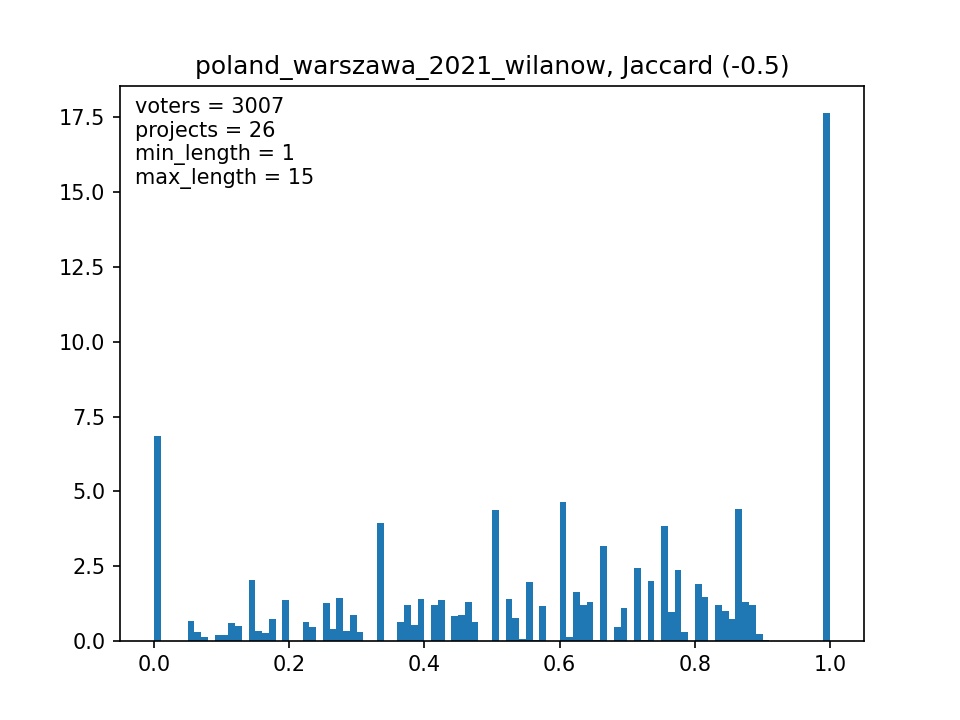 poland_warszawa_2021_wilanow, Jaccard (-0.5)
voters = 3007
projects = 26
min_length = 1
max_length = 15
17.5
15.0
12.5
10.0
7.5
5.0
2.5
0.0
0.0 0.2 0.4 0.6 0.8 1.0